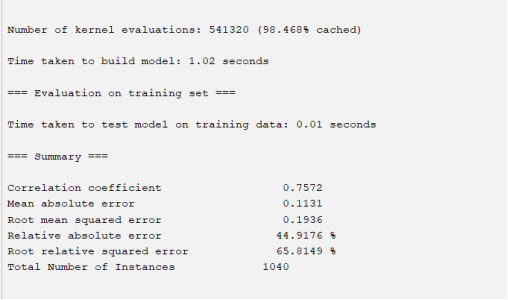 Number of kernel evaluations: 541320 (98.468% cached)
Time taken to build model: 1.02 seconds
=== Evaluation on training set ===
Time taken to test model on training data: 0.01 seconds
=== Summary ===
Correlation coefficient                  0.7572
Mean absolute error                      0.1131
Root mean squared error                  0.1936
Relative absolute error                 44.9176 %
Root relative squared error             65.8149 %
Total Number of Instances             1040